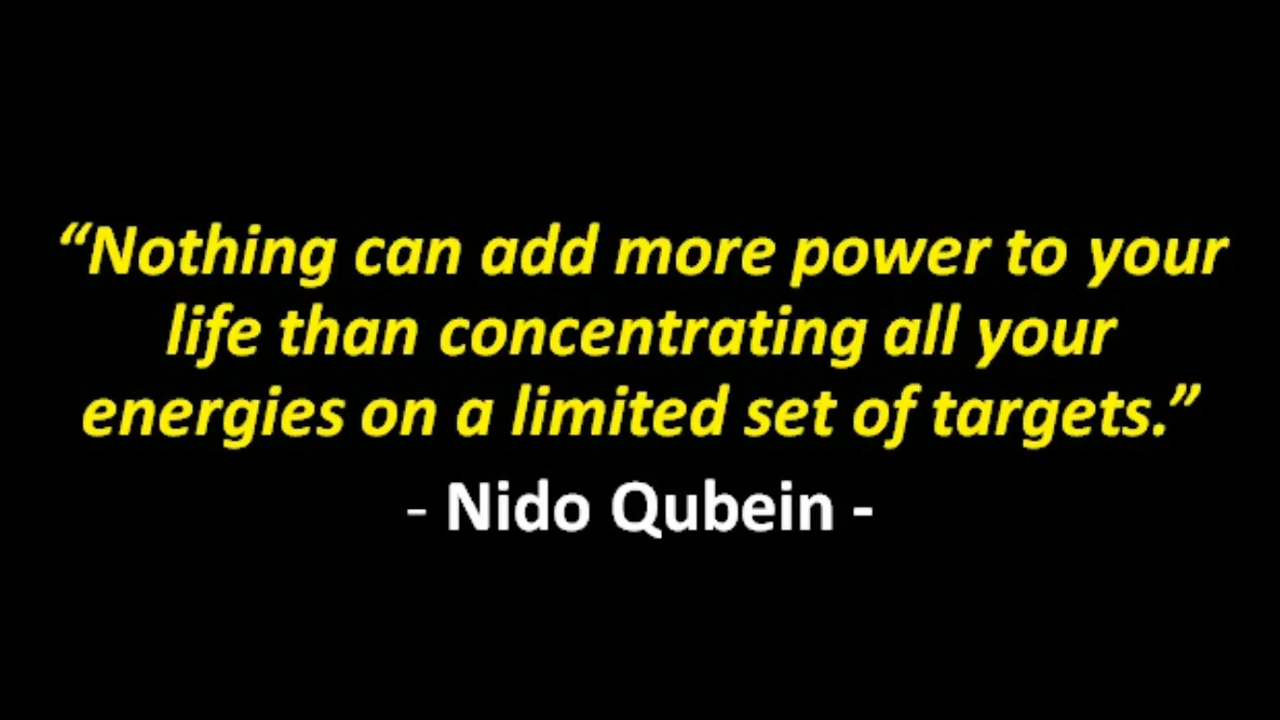 “Nothing can add more power to your
life than concentrating all your
energies on a limited set of targets.”
- Nido Qubein -